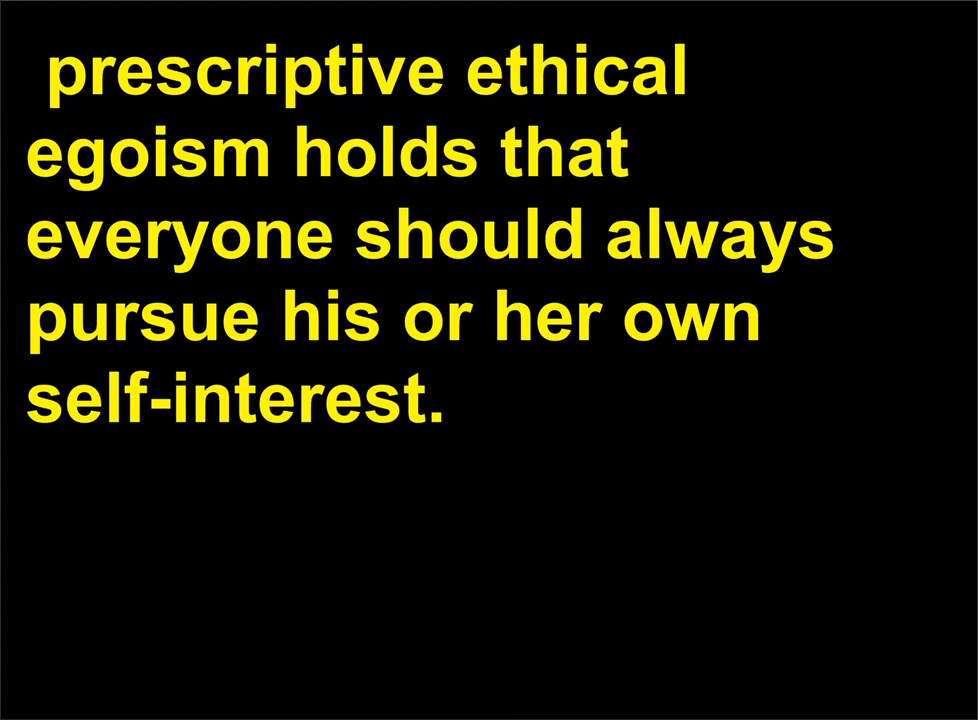 prescriptive ethical
egoism holds that
everyone should always
pursue his or her own
self-interest.